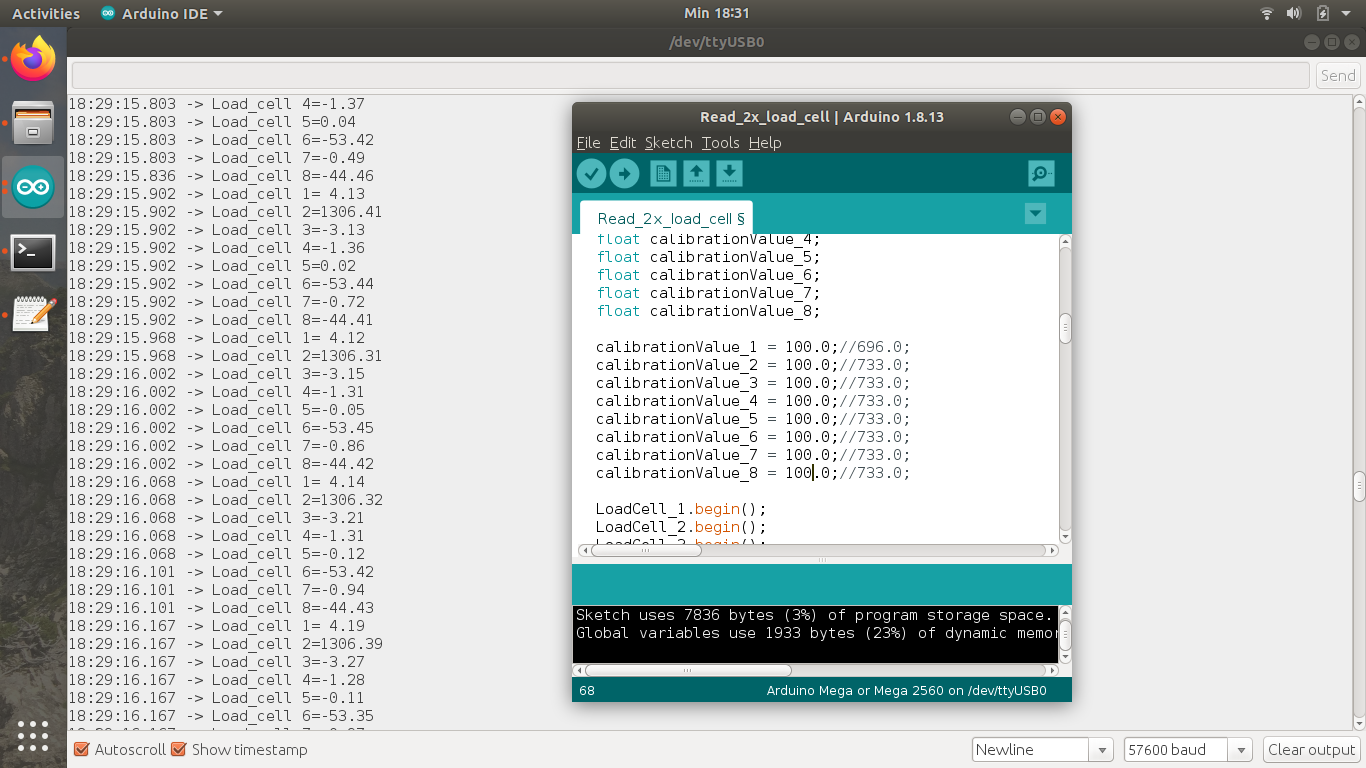 Activities
Arduino IDE
Min 18:31
/dev/ttyUSB0
Send
18:29:15.803 -> Load_cell 4=-1.37
18:29:15.803 -> Load_cell 5=0.04
18:29:15.803 -> Load_cell 6=-53.42
18:29:15.803 -> Load_cell 7=-0.49
18:29:15.836 -> Load_cell 8=-44.46
18:29:15.902 -> Load_cell 1= 4.13
18:29:15.902 -> Load_cell 2=1306.41
18:29:15.902 -> Load_cell 3=-3.13
18:29:15.902 -> Load_cell 4=-1.36
18:29:15.902 -> Load_cell 5=0.02
18:29:15.902 -> Load_cell 6=-53.44
18:29:15.902 -> Load_cell 7=-0.72
18:29:15.902 -> Load_cell 8=-44.41
18:29:15.968 -> Load_cell 1= 4.12
18:29:15.968 -> Load_cell 2=1306.31
18:29:16.002 -> Load_cell 3=-3.15
18:29:16.002 -> Load_cell 4=-1.31
18:29:16.002 -> Load_cell 5=-0.05
18:29:16.002 -> Load_cell 6=-53.45
18:29:16.002 -> Load_cell 7=-0.86
18:29:16.002 -> Load_cell 8=-44.42
18:29:16.068 -> Load_cell 1= 4.14
18:29:16.068 -> Load_cell 2=1306.32
18:29:16.068 -> Load_cell 3=-3.21
18:29:16.068 -> Load_cell 4=-1.31
18:29:16.068 -> Load_cell 5=-0.12
18:29:16.101 -> Load_cell 6=-53.42
18:29:16.101 -> Load_cell 7=-0.94
18:29:16.101 -> Load_cell 8=-44.43
18:29:16.167 -> Load_cell 1= 4.19
18:29:16.167 -> Load_cell 2=1306.39
18:29:16.167 -> Load_cell 3=-3.27
18:29:16.167 -> Load_cell 4=-1.28
18:29:16.167 -> Load_cell 5=-0.11
18:29:16.167 -> Load_cell 6=-53.35
Read_2x_load_cell | Arduino 1.8.13
File Edit Sketch Tools Help
Read_2x_load_cell §
float calibrationValue_4;
float calibrationValue_5;
float calibrationValue_6;
float calibrationValue_7;
float calibrationValue_8;
calibrationValue_1 = 100.0;//696.0;
calibrationValue_2 = 100.0;//733.0;
calibrationValue_3 = 100.0;//733.0;
calibrationValue_4 = 100.0;//733.0;
calibrationValue_5 = 100.0;//733.0;
calibrationValue_6 = 100.0;//733.0;
calibrationValue_7 = 100.0;//733.0;
calibrationValue_8 = 100.0;//733.0;
LoadCell_1.begin();
LoadCell_2.begin();
LoadCell_3.begin();
Sketch uses 7836 bytes (3%) of program storage space.
Global variables use 1933 bytes (23%) of dynamic memor
68
Arduino Mega or Mega 2560 on /dev/ttyUSB0
Autoscroll
Show timestamp
Newline
57600 baud
Clear output